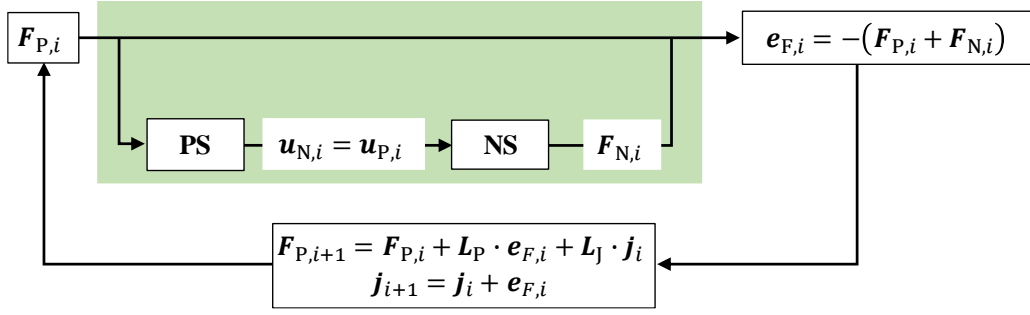 F_P,i
e_F,i = −(F_P,i + F_N,i)
PS
u_N,i = u_P,i
NS
F_N,i
F_P,i+1 = F_P,i + L_P · e_F,i + L_J · j_i
j_i+1 = j_i + e_F,i